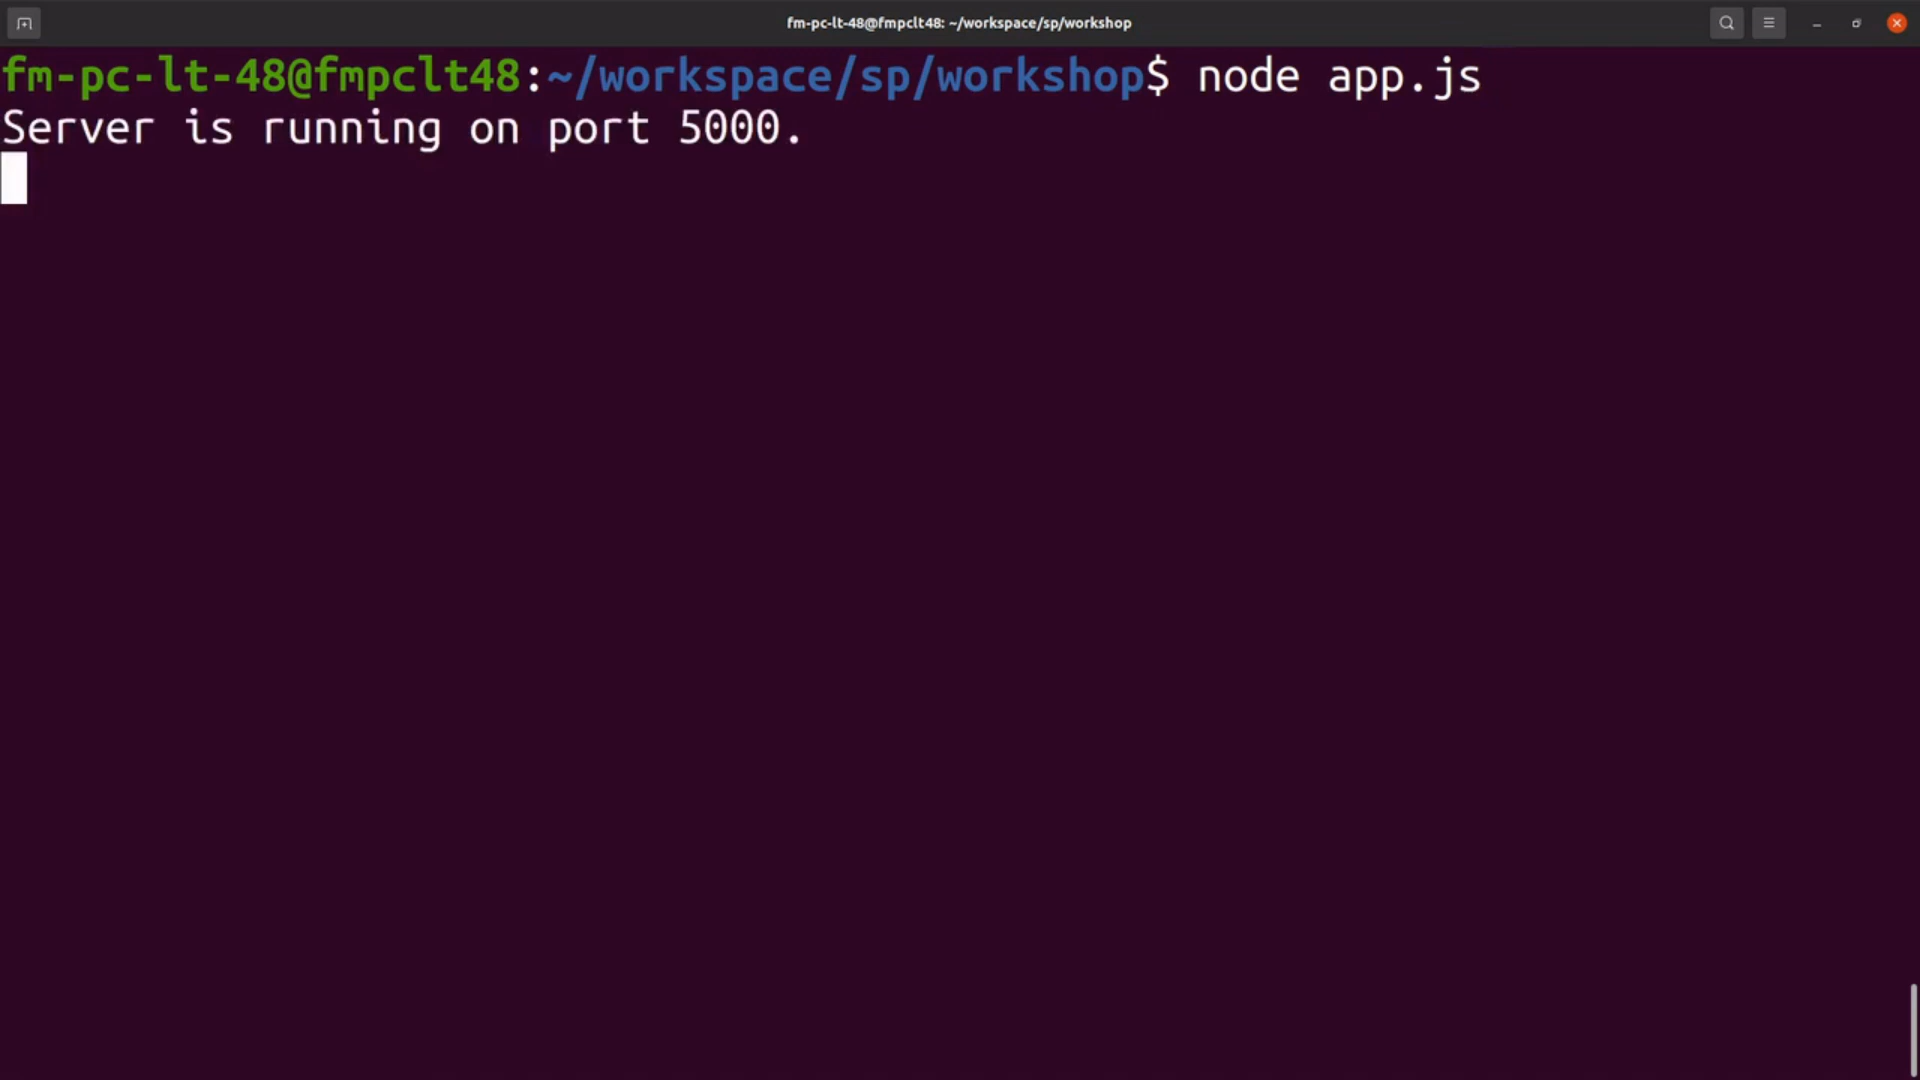 fm-pc-lt-48@fmpclt48: ~/workspace/sp/workshop
fm-pc-lt-48@fmpclt48:~/workspace/sp/workshop$ node app.js
Server is running on port 5000.